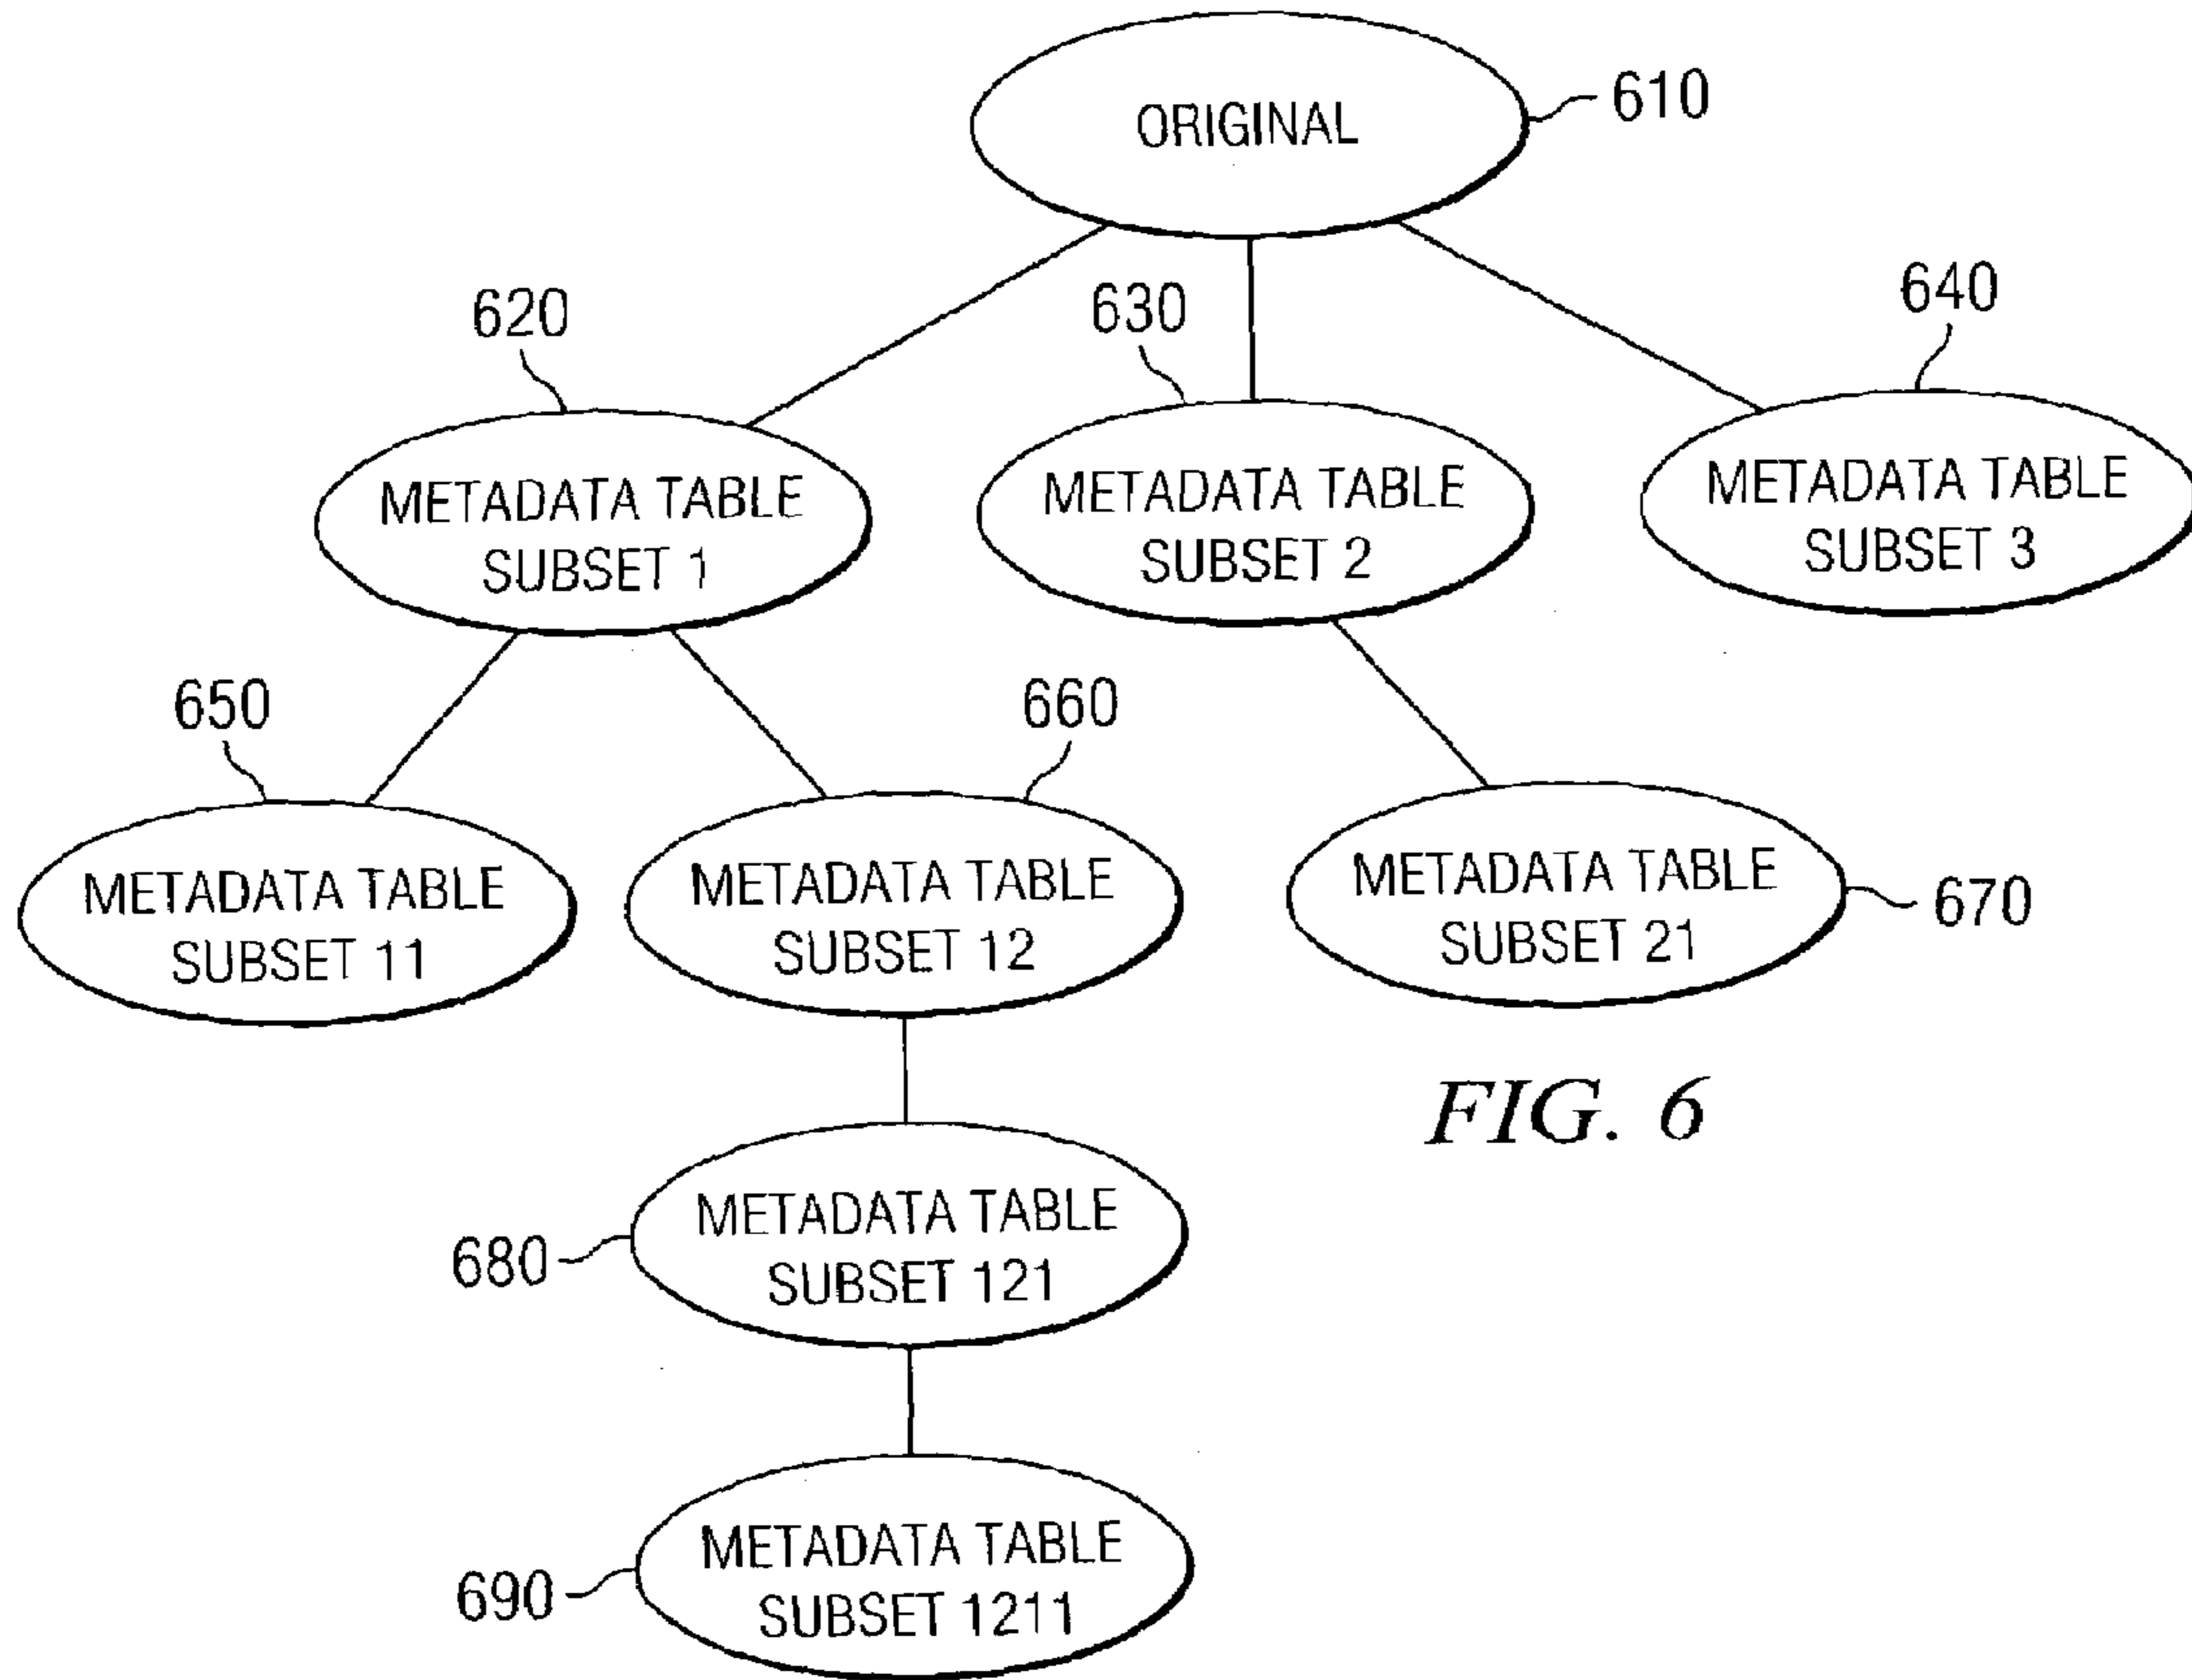 ORIGINAL
610
620
630
640
METADATA TABLE
SUBSET 1
METADATA TABLE
SUBSET 2
METADATA TABLE
SUBSET 3
650
660
METADATA TABLE
SUBSET 11
METADATA TABLE
SUBSET 12
METADATA TABLE
SUBSET 21
670
FIG. 6
680
METADATA TABLE
SUBSET 121
690
METADATA TABLE
SUBSET 1211